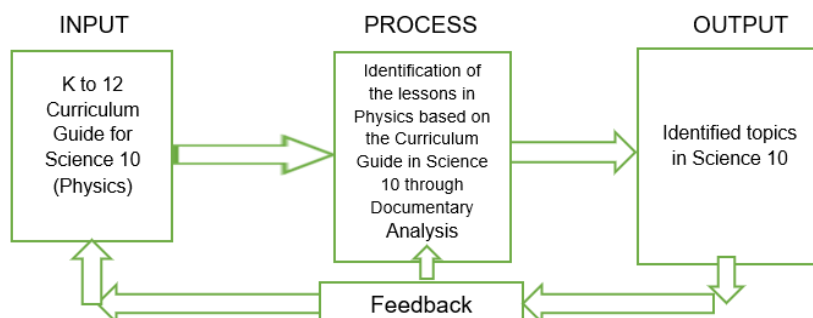 INPUT
K to 12
Curriculum
Guide for
Science 10
(Physics)
PROCESS
Identification of
the lessons in
Physics based on
the Curriculum
Guide in Science
10 through
Documentary
Analysis
OUTPUT
Identified topics
in Science 10
Feedback